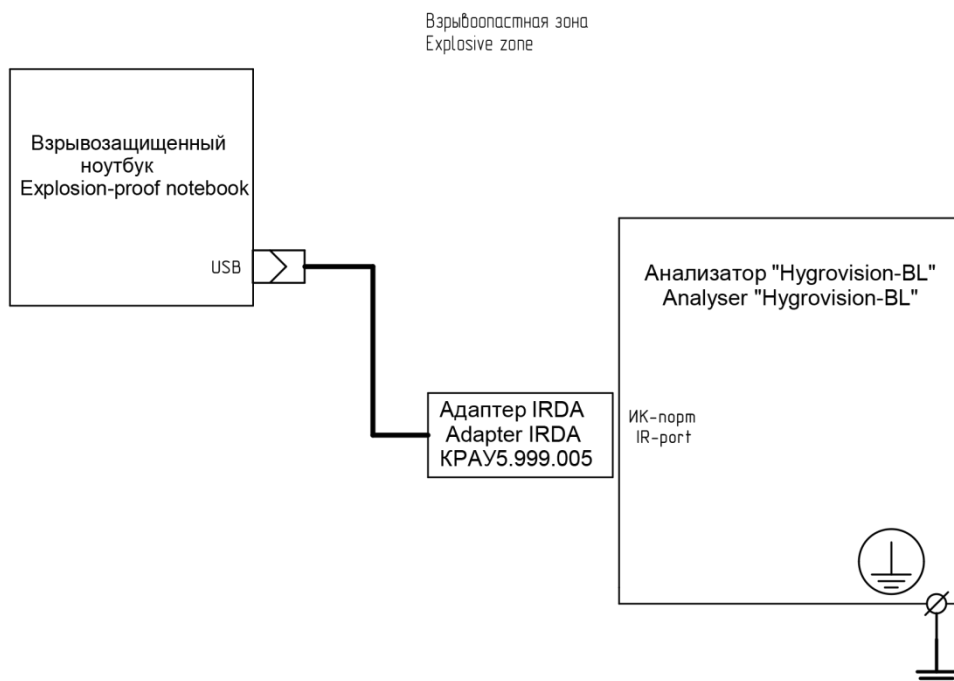 Взрывоопастная зона
Explosive zone
Взрывозащищенный
ноутбук
Explosion-proof notebook
USB
Анализатор "Hygrovision-BL"
Analyser "Hygrovision-BL"
Адаптер IRDA
Adapter IRDA
КРАУ5.999.005
ИК-порт
IR-port